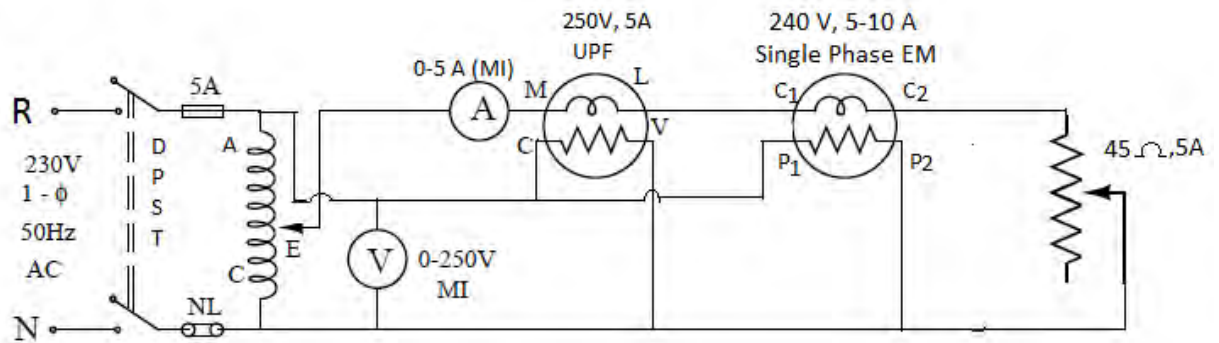 250V, 5A
UPF
240 V, 5-10 A
Single Phase EM
0-5 A (MI)
5A
R
230V
1 - ϕ
50Hz
AC
N
D
P
S
T
A
E
C
NL
A
M
L
C
V
C1
C2
P1
P2
V
0-250V
MI
45 Ω,5A